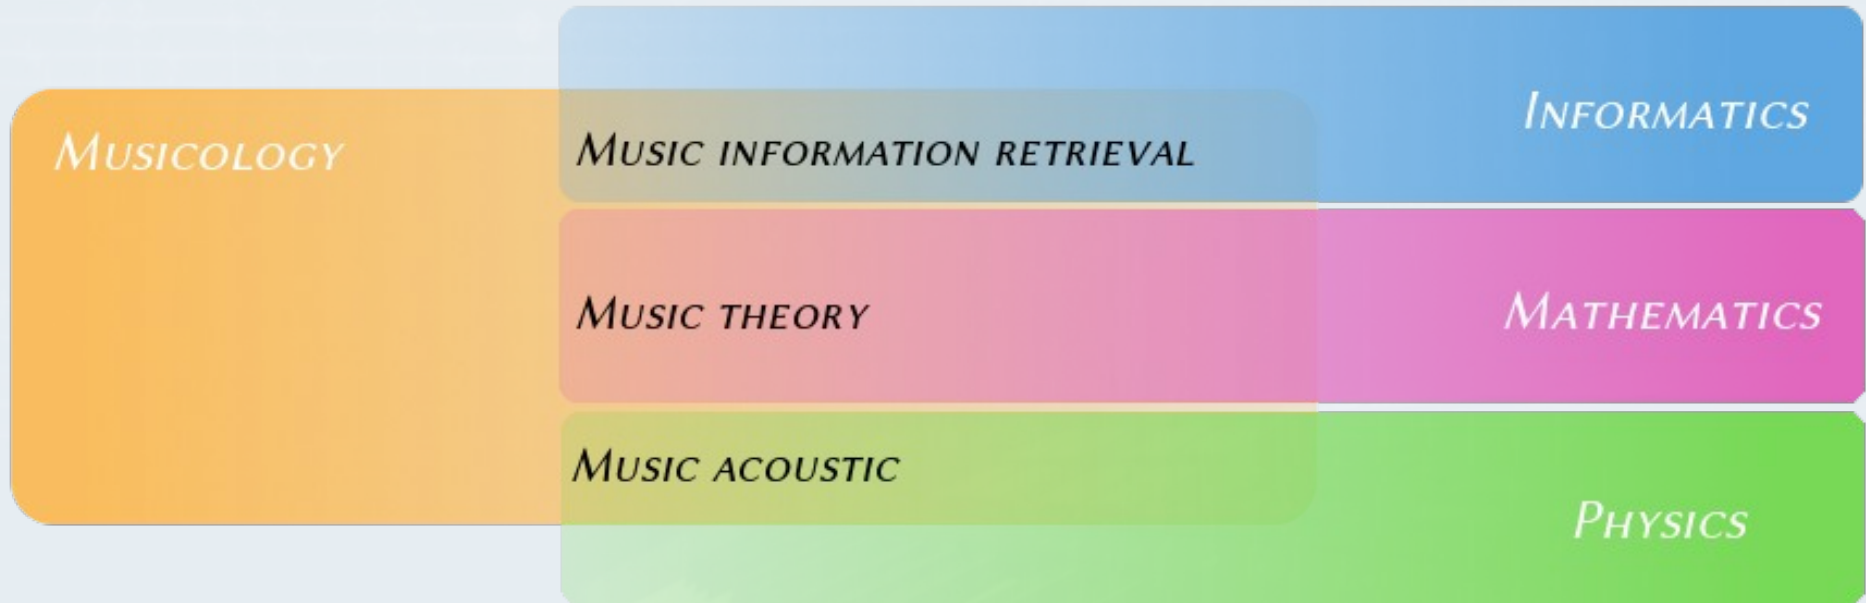 Informatics
Musicology
Music information retrieval
Music theory
Mathematics
Music acoustic
Physics